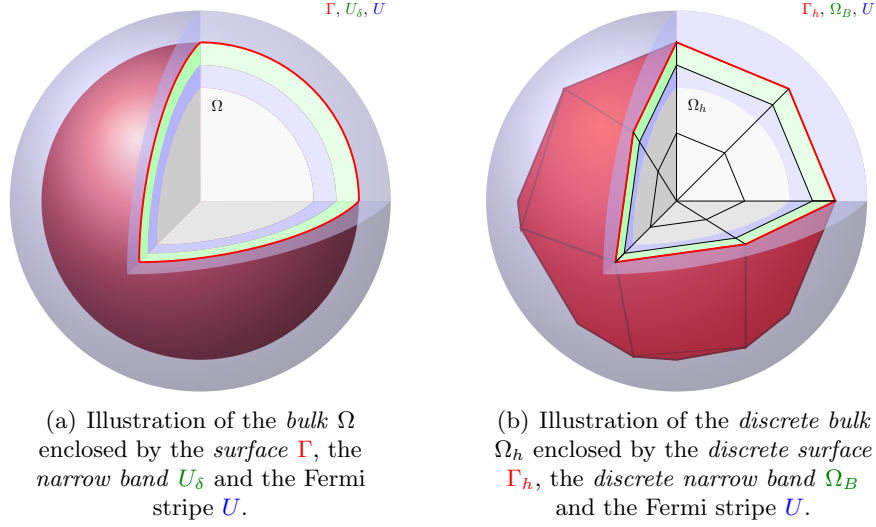 Γ, U_δ, U
Ω
(a) Illustration of the bulk Ω
enclosed by the surface Γ, the
narrow band U_δ and the Fermi
stripe U.
Γ_h, Ω_B, U
Ω_h
(b) Illustration of the discrete bulk
Ω_h enclosed by the discrete surface
Γ_h, the discrete narrow band Ω_B
and the Fermi stripe U.